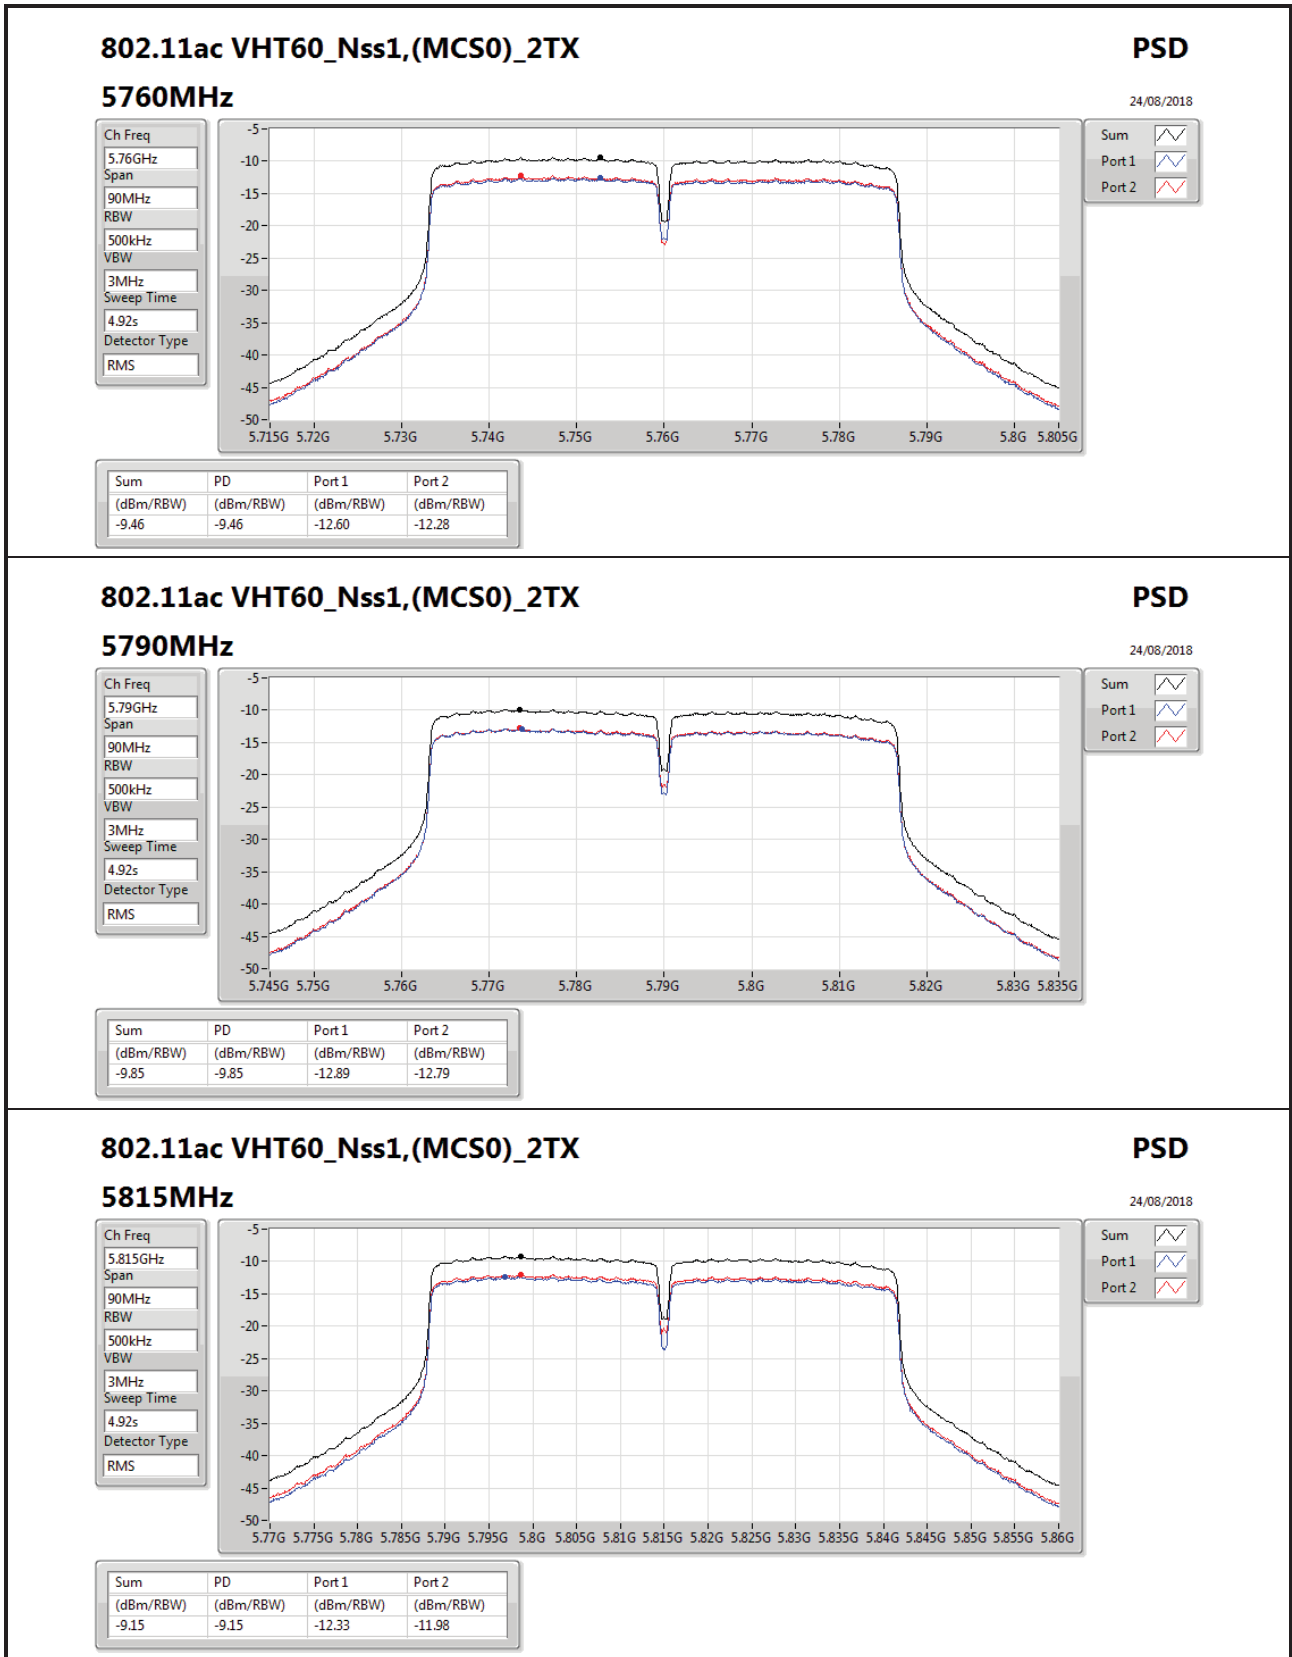 802.11ac VHT60_Nss1,(MCS0)_2TX PSD
5760MHz 24/08/2018
Ch Freq
5.76GHz
Span
90MHz
RBW
500kHz
VBW
3MHz
Sweep Time
4.92s
Detector Type
RMS
-5
-10
-15
-20
-25
-30
-35
-40
-45
-50
5.715G 5.72G 5.73G 5.74G 5.75G 5.76G 5.77G 5.78G 5.79G 5.8G 5.805G
Sum
Port 1
Port 2
Sum PD Port 1 Port 2
(dBm/RBW) (dBm/RBW) (dBm/RBW) (dBm/RBW)
-9.46 -9.46 -12.60 -12.28
802.11ac VHT60_Nss1,(MCS0)_2TX PSD
5790MHz 24/08/2018
Ch Freq
5.79GHz
Span
90MHz
RBW
500kHz
VBW
3MHz
Sweep Time
4.92s
Detector Type
RMS
-5
-10
-15
-20
-25
-30
-35
-40
-45
-50
5.745G 5.75G 5.76G 5.77G 5.78G 5.79G 5.8G 5.81G 5.82G 5.83G 5.835G
Sum
Port 1
Port 2
Sum PD Port 1 Port 2
(dBm/RBW) (dBm/RBW) (dBm/RBW) (dBm/RBW)
-9.85 -9.85 -12.89 -12.79
802.11ac VHT60_Nss1,(MCS0)_2TX PSD
5815MHz 24/08/2018
Ch Freq
5.815GHz
Span
90MHz
RBW
500kHz
VBW
3MHz
Sweep Time
4.92s
Detector Type
RMS
-5
-10
-15
-20
-25
-30
-35
-40
-45
-50
5.77G 5.775G 5.78G 5.785G 5.79G 5.795G 5.8G 5.805G 5.81G 5.815G 5.82G 5.825G 5.83G 5.835G 5.84G 5.845G 5.85G 5.855G 5.86G
Sum
Port 1
Port 2
Sum PD Port 1 Port 2
(dBm/RBW) (dBm/RBW) (dBm/RBW) (dBm/RBW)
-9.15 -9.15 -12.33 -11.98